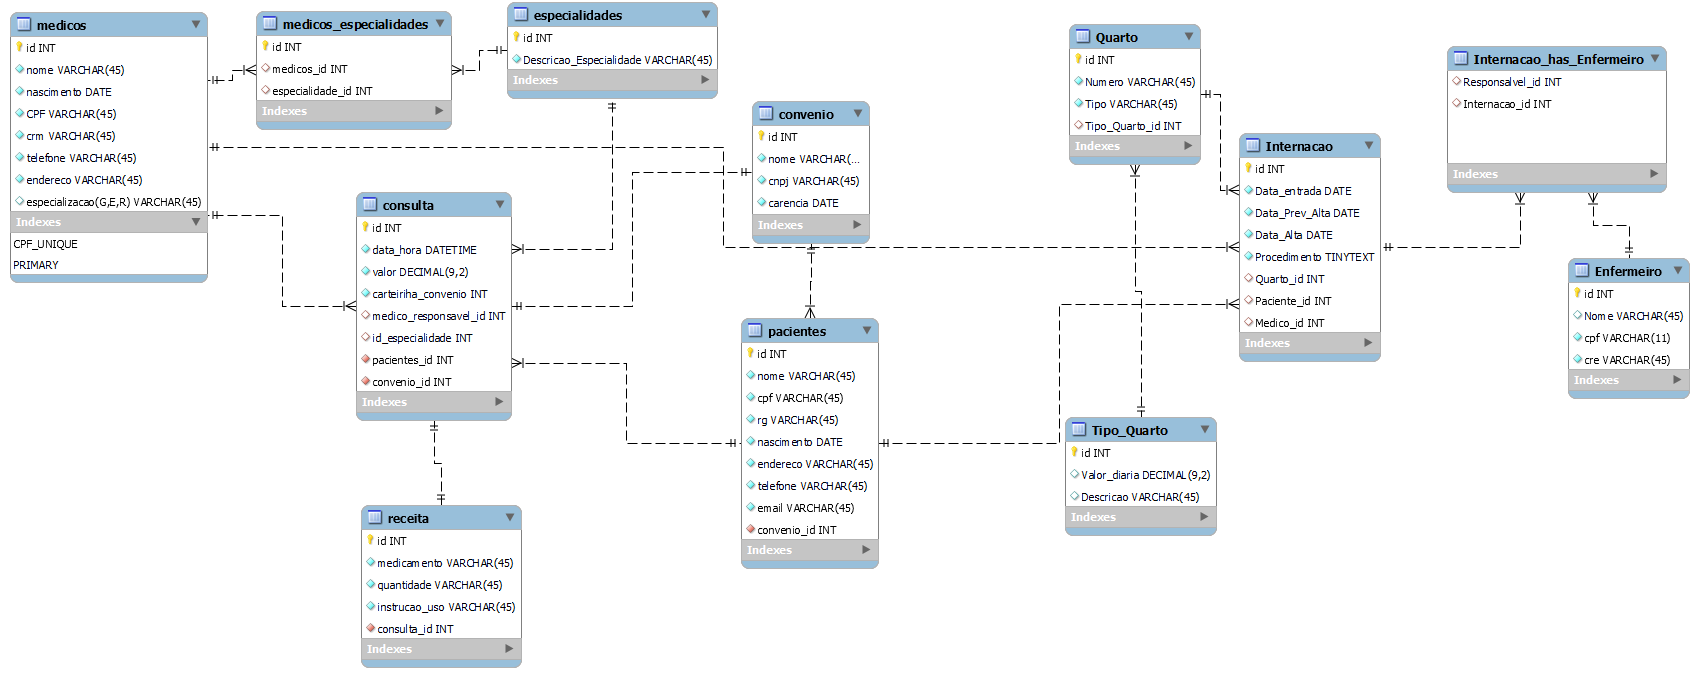 medicos
id INT
nome VARCHAR(45)
nascimento DATE
CPF VARCHAR(45)
crm VARCHAR(45)
telefone VARCHAR(45)
endereco VARCHAR(45)
especializacao(G,E,R) VARCHAR(45)
Indexes
CPF_UNIQUE
PRIMARY
medicos_especialidades
id INT
medicos_id INT
especialidade_id INT
Indexes
especialidades
id INT
Descricao_Especialidade VARCHAR(45)
Indexes
convenio
id INT
nome VARCHAR(...
cnpj VARCHAR(45)
carencia DATE
Indexes
consulta
id INT
data_hora DATETIME
valor DECIMAL(9,2)
carteiriha_convenio INT
medico_responsavel_id INT
id_especialidade INT
pacientes_id INT
convenio_id INT
Indexes
receita
id INT
medicamento VARCHAR(45)
quantidade VARCHAR(45)
instrucao_uso VARCHAR(45)
consulta_id INT
Indexes
pacientes
id INT
nome VARCHAR(45)
cpf VARCHAR(45)
rg VARCHAR(45)
nascimento DATE
endereco VARCHAR(45)
telefone VARCHAR(45)
email VARCHAR(45)
convenio_id INT
Indexes
Quarto
id INT
Numero VARCHAR(45)
Tipo VARCHAR(45)
Tipo_Quarto_id INT
Indexes
Tipo_Quarto
id INT
Valor_diaria DECIMAL(9,2)
Descricao VARCHAR(45)
Indexes
Internacao
id INT
Data_entrada DATE
Data_Prev_Alta DATE
Data_Alta DATE
Procedimento TINYTEXT
Quarto_id INT
Paciente_id INT
Medico_id INT
Indexes
Internacao_has_Enfermeiro
Responsalvel_id INT
Internacao_id INT
Indexes
Enfermeiro
id INT
Nome VARCHAR(45)
cpf VARCHAR(11)
cre VARCHAR(45)
Indexes